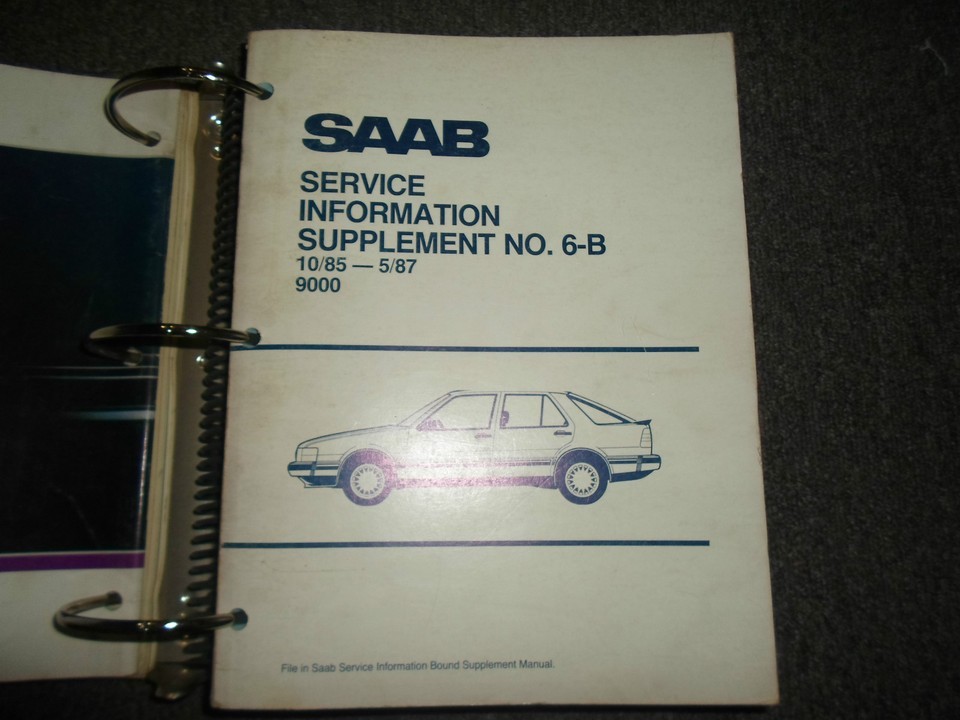 SAAB
SERVICE
INFORMATION
SUPPLEMENT NO. 6-B
10/85 — 5/87
9000
File in Saab Service Information Bound Supplement Manual.